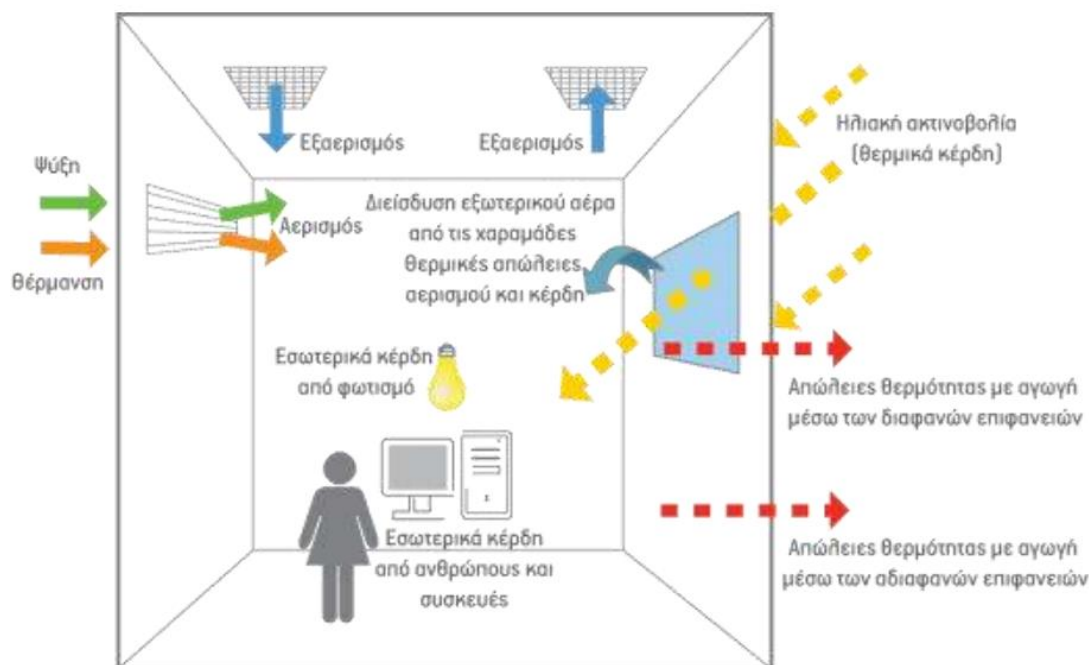 Εξαερισμός
Εξαερισμός
Ηλιακή ακτινοβολία
(θερμικά κέρδη)
Ψύξη
Θέρμανση
Αερισμός
Διείσδυση εξωτερικού αέρα
από τις χαραμάδες
θερμικές απώλειες
αερισμού και κέρδη
Εσωτερικά κέρδη
από φωτισμό
Απώλειες θερμότητας με αγωγή
μέσω των διαφανών επιφανειών
Εσωτερικά κέρδη
από ανθρώπους και
συσκευές
Απώλειες θερμότητας με αγωγή
μέσω των αδιαφανών επιφανειών